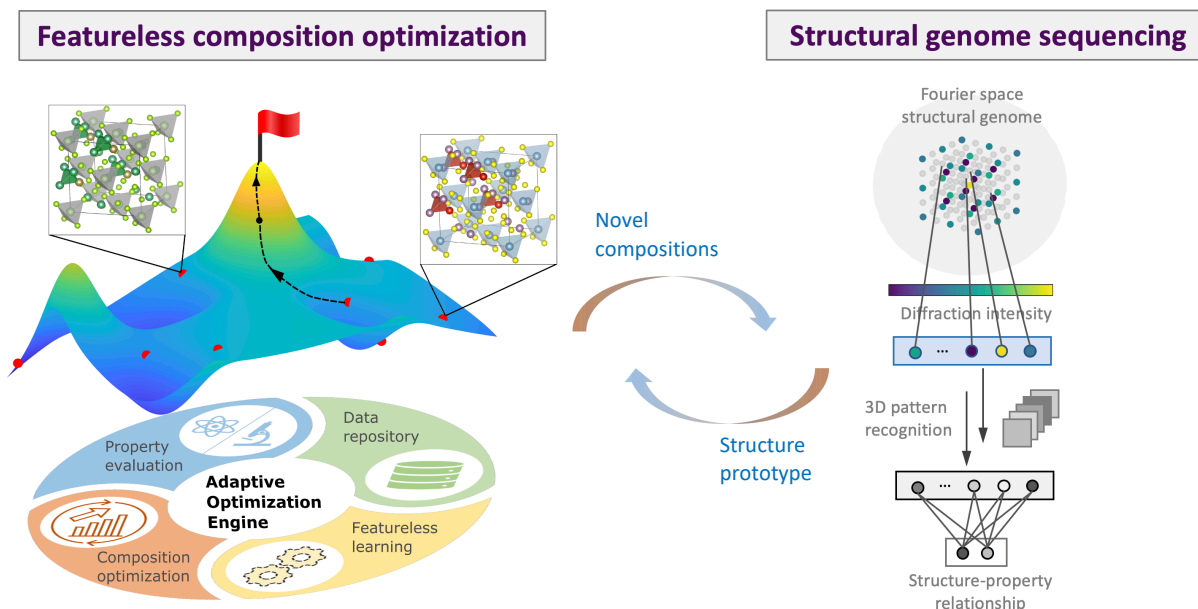 Featureless composition optimization
Structural genome sequencing
Fourier space
structural genome
Novel
compositions
Diffraction intensity
...
3D pattern
recognition
Structure
prototype
...
Structure-property
relationship
Property
evaluation
Data
repository
Adaptive
Optimization
Engine
Composition
optimization
Featureless
learning